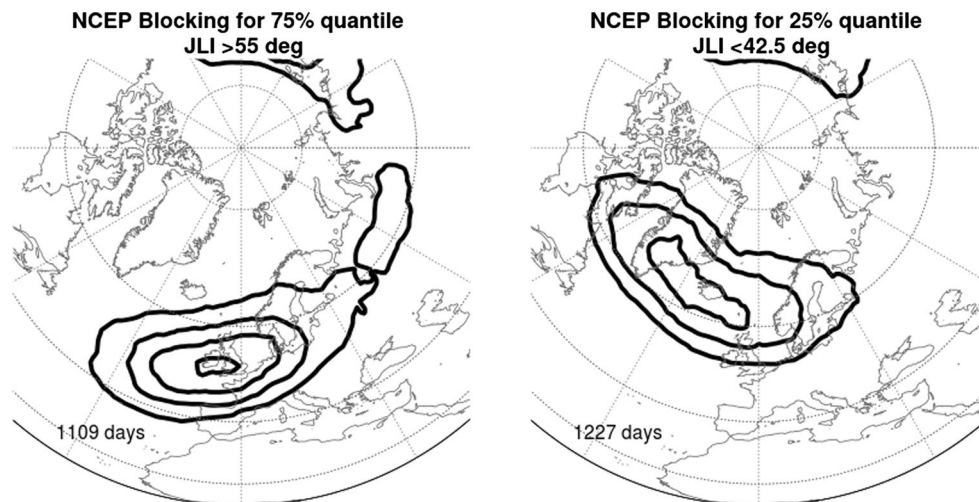 NCEP Blocking for 75% quantile
JLI >55 deg
1109 days
NCEP Blocking for 25% quantile
JLI <42.5 deg
1227 days